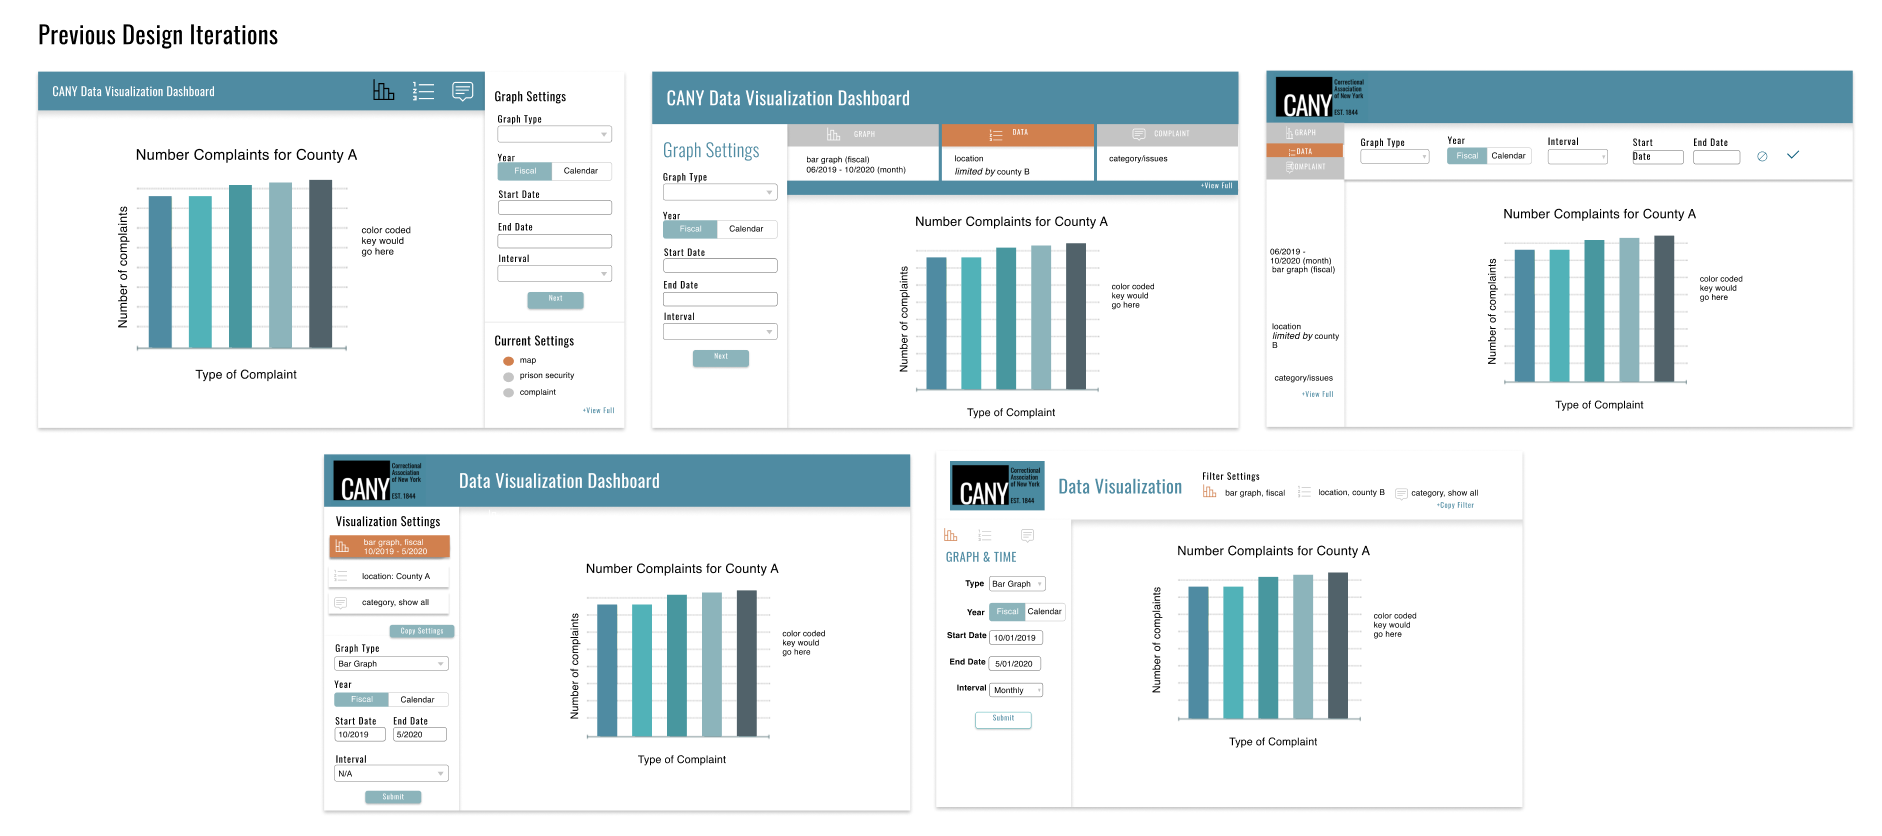 Previous Design Iterations
CANY Data Visualization Dashboard
Number Complaints for County A
Number of complaints
Type of Complaint
color coded
key would
go here
Graph Settings
Graph Type
Year
Fiscal Calendar
Start Date
End Date
Interval
Next
Current Settings
map
prison security
complaint
+View Full
CANY Data Visualization Dashboard
Graph Settings
Graph Type
Year
Fiscal Calendar
Start Date
End Date
Interval
Next
GRAPH
bar graph (fiscal)
06/2019 - 10/2020 (month)
DATA
location
limited by county B
COMPLAINT
category/issues
+View Full
Number Complaints for County A
Number of complaints
Type of Complaint
color coded
key would
go here
CANY
Correctional
Association
of New York
EST. 1844
GRAPH
DATA
COMPLAINT
Graph Type
Year
Fiscal Calendar
Interval
Start
Date
End Date
06/2019 -
10/2020 (month)
bar graph (fiscal)
location
limited by county
B
category/issues
+View Full
Number Complaints for County A
Number of complaints
Type of Complaint
color coded
key would
go here
CANY
Correctional
Association
of New York
EST. 1844
Data Visualization Dashboard
Visualization Settings
bar graph, fiscal
10/2019 - 5/2020
location: County A
category, show all
Copy Settings
Graph Type
Bar Graph
Year
Fiscal Calendar
Start Date End Date
10/2019 5/2020
Interval
N/A
Submit
Number Complaints for County A
Number of complaints
Type of Complaint
color coded
key would
go here
CANY
Correctional
Association
of New York
EST. 1844
Data Visualization
Filter Settings
bar graph, fiscal location, county B category, show all
+Copy Filter
GRAPH & TIME
Type Bar Graph
Year Fiscal Calendar
Start Date 10/01/2019
End Date 5/01/2020
Interval Monthly
Submit
Number Complaints for County A
Number of complaints
Type of Complaint
color coded
key would
go here